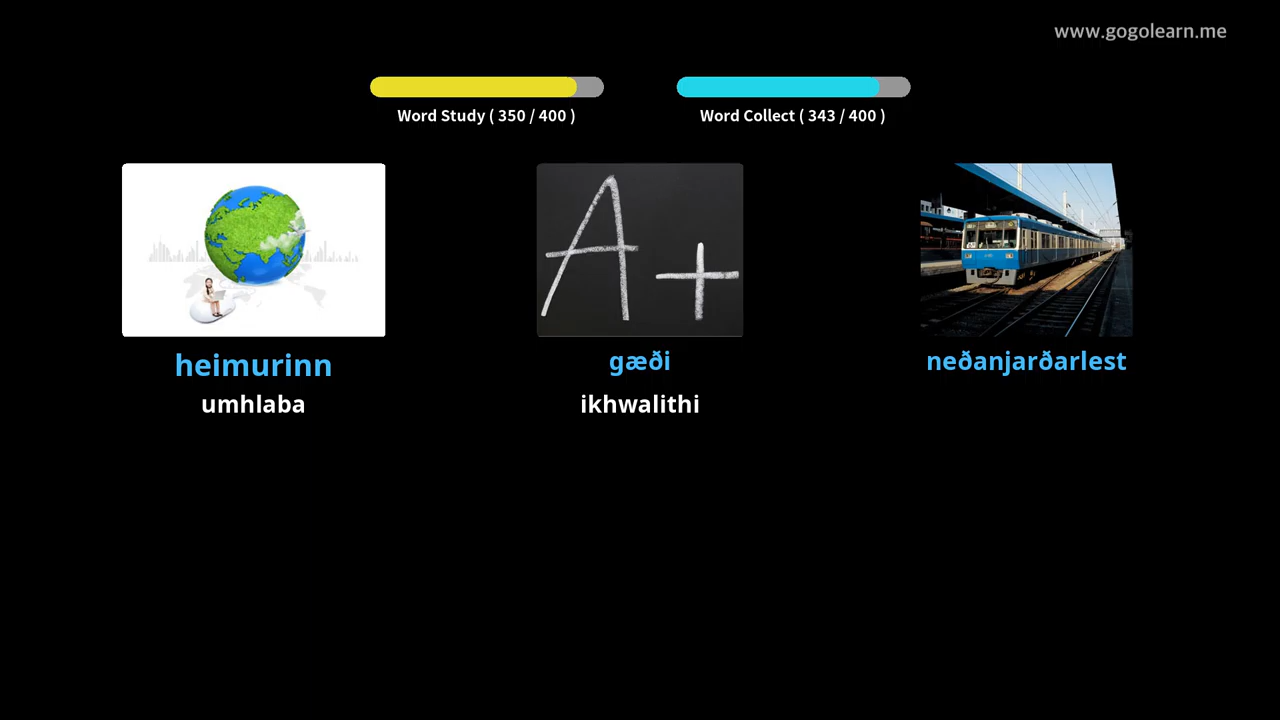 www.gogolearn.me
Word Study ( 350 / 400 )
Word Collect ( 343 / 400 )
A+
heimurinn
gæði
neðanjarðarlest
umhlaba
ikhwalithi